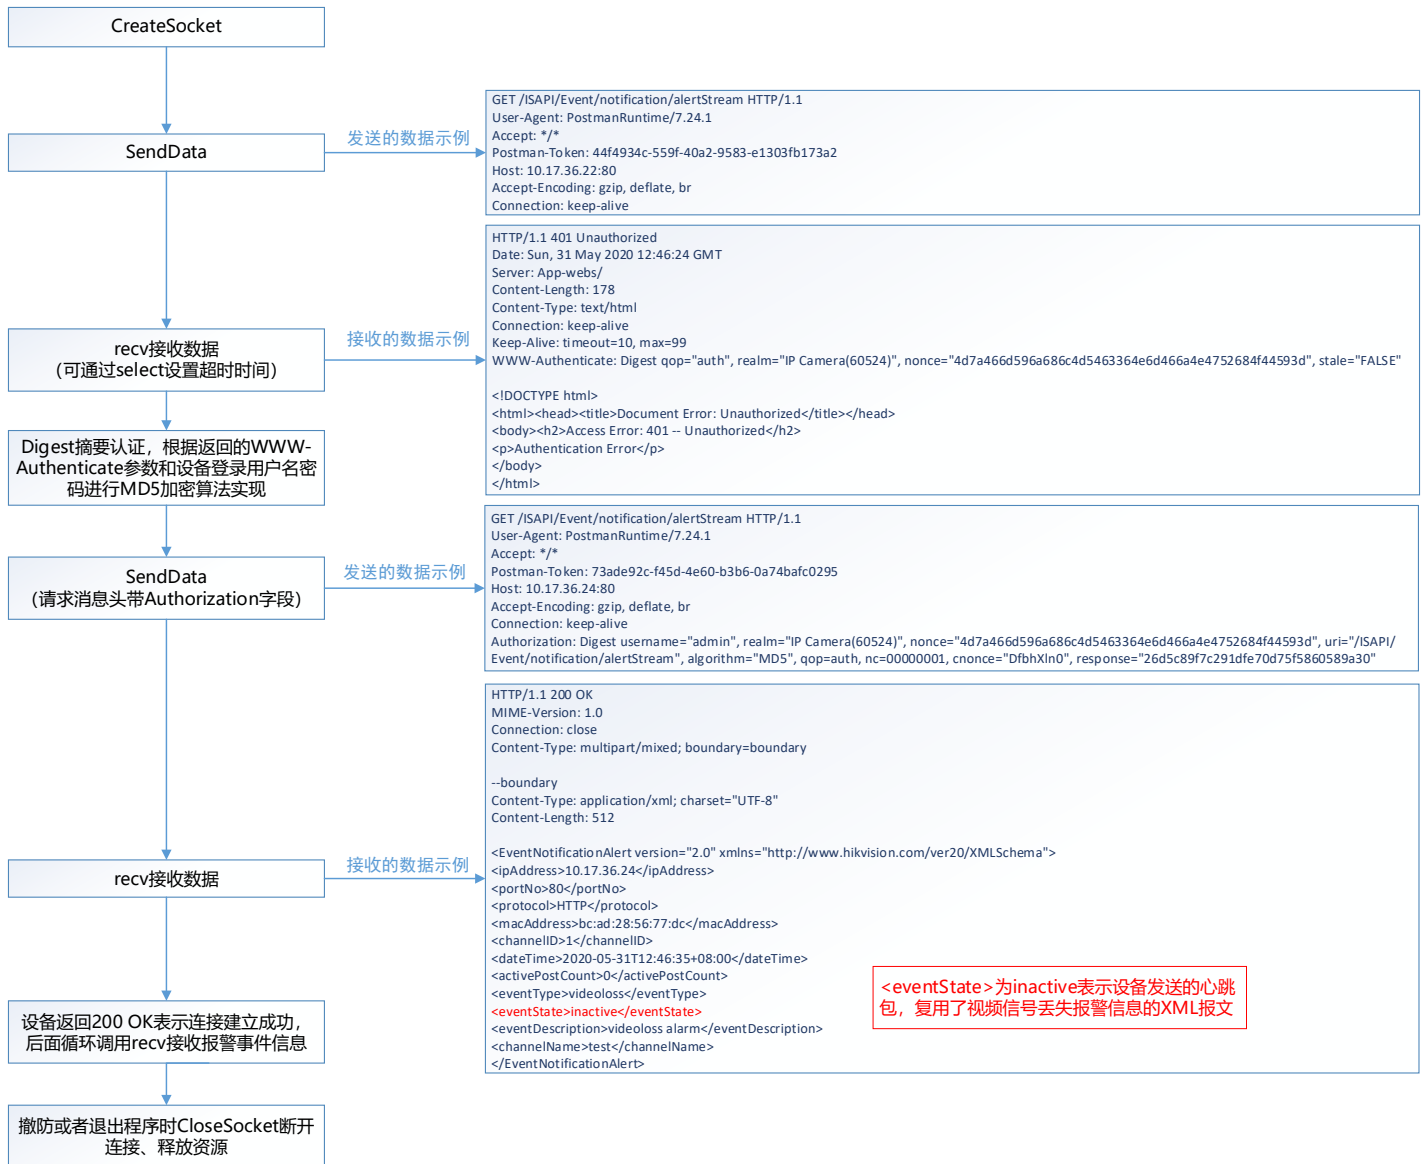 CreateSocket
SendData
发送的数据示例
GET /ISAPI/Event/notification/alertStream HTTP/1.1
User-Agent: PostmanRuntime/7.24.1
Accept: */*
Postman-Token: 44f4934c-559f-40a2-9583-e1303fb173a2
Host: 10.17.36.22:80
Accept-Encoding: gzip, deflate, br
Connection: keep-alive
recv接收数据
（可通过select设置超时时间）
接收的数据示例
HTTP/1.1 401 Unauthorized
Date: Sun, 31 May 2020 12:46:24 GMT
Server: App-webs/
Content-Length: 178
Content-Type: text/html
Connection: keep-alive
Keep-Alive: timeout=10, max=99
WWW-Authenticate: Digest qop="auth", realm="IP Camera(60524)", nonce="4d7a466d596a686c4d5463364e6d466a4e4752684f44593d", stale="FALSE"
<!DOCTYPE html>
<html><head><title>Document Error: Unauthorized</title></head>
<body><h2>Access Error: 401 -- Unauthorized</h2>
<p>Authentication Error</p>
</body>
</html>
Digest摘要认证，根据返回的WWW-
Authenticate参数和设备登录用户名密
码进行MD5加密算法实现
SendData
（请求消息头带Authorization字段）
发送的数据示例
GET /ISAPI/Event/notification/alertStream HTTP/1.1
User-Agent: PostmanRuntime/7.24.1
Accept: */*
Postman-Token: 73ade92c-f45d-4e60-b3b6-0a74bafc0295
Host: 10.17.36.24:80
Accept-Encoding: gzip, deflate, br
Connection: keep-alive
Authorization: Digest username="admin", realm="IP Camera(60524)", nonce="4d7a466d596a686c4d5463364e6d466a4e4752684f44593d", uri="/ISAPI/
Event/notification/alertStream", algorithm="MD5", qop=auth, nc=00000001, cnonce="DfbhXln0", response="26d5c89f7c291dfe70d75f5860589a30"
recv接收数据
接收的数据示例
HTTP/1.1 200 OK
MIME-Version: 1.0
Connection: close
Content-Type: multipart/mixed; boundary=boundary
--boundary
Content-Type: application/xml; charset="UTF-8"
Content-Length: 512
<EventNotificationAlert version="2.0" xmlns="http://www.hikvision.com/ver20/XMLSchema">
<ipAddress>10.17.36.24</ipAddress>
<portNo>80</portNo>
<protocol>HTTP</protocol>
<macAddress>bc:ad:28:56:77:dc</macAddress>
<channelID>1</channelID>
<dateTime>2020-05-31T12:46:35+08:00</dateTime>
<activePostCount>0</activePostCount>
<eventType>videoloss</eventType>
<eventState>inactive</eventState>
<eventDescription>videoloss alarm</eventDescription>
<channelName>test</channelName>
</EventNotificationAlert>
<eventState>为inactive表示设备发送的心跳
包，复用了视频信号丢失报警信息的XML报文
设备返回200 OK表示连接建立成功，
后面循环调用recv接收报警事件信息
撤防或者退出程序时CloseSocket断开
连接、释放资源